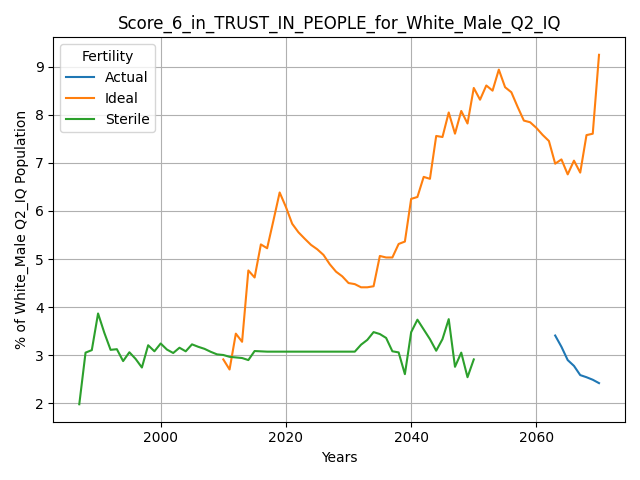 Score_6_in_TRUST_IN_PEOPLE_for_White_Male_Q2_IQ
Fertility
Actual
Ideal
Sterile
% of White_Male Q2_IQ Population
9
8
7
6
5
4
3
2
2000 2020 2040 2060
Years